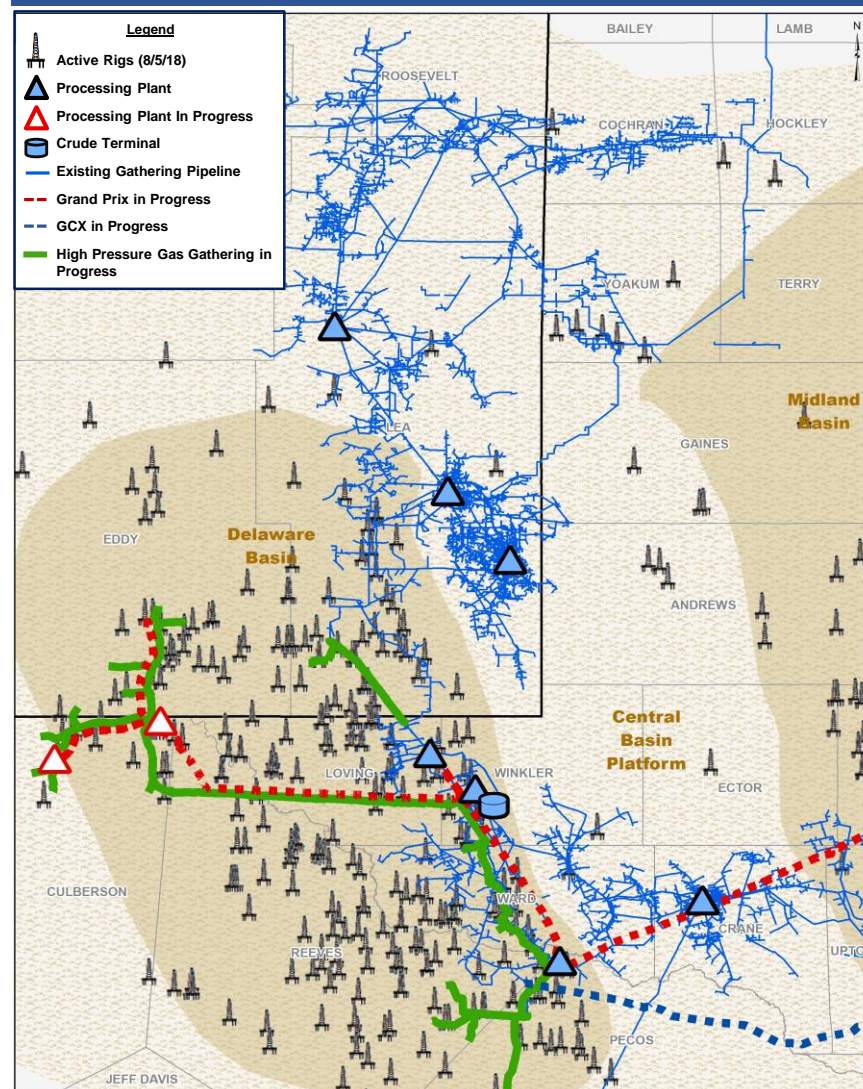 Legend
Active Rigs (8/5/18)
Processing Plant
Processing Plant In Progress
Crude Terminal
Existing Gathering Pipeline
Grand Prix in Progress
GCX in Progress
High Pressure Gas Gathering in
Progress
BAILEY
LAMB
N
ROOSEVELT
COCHRAN
HOCKLEY
YOAKUM
TERRY
Midland
Basin
LEA
GAINES
EDDY
Delaware
Basin
ANDREWS
Central
Basin
Platform
LOVING
WINKLER
ECTOR
CULBERSON
WARD
CRANE
REEVES
UPTO
PECOS
JEFF DAVIS